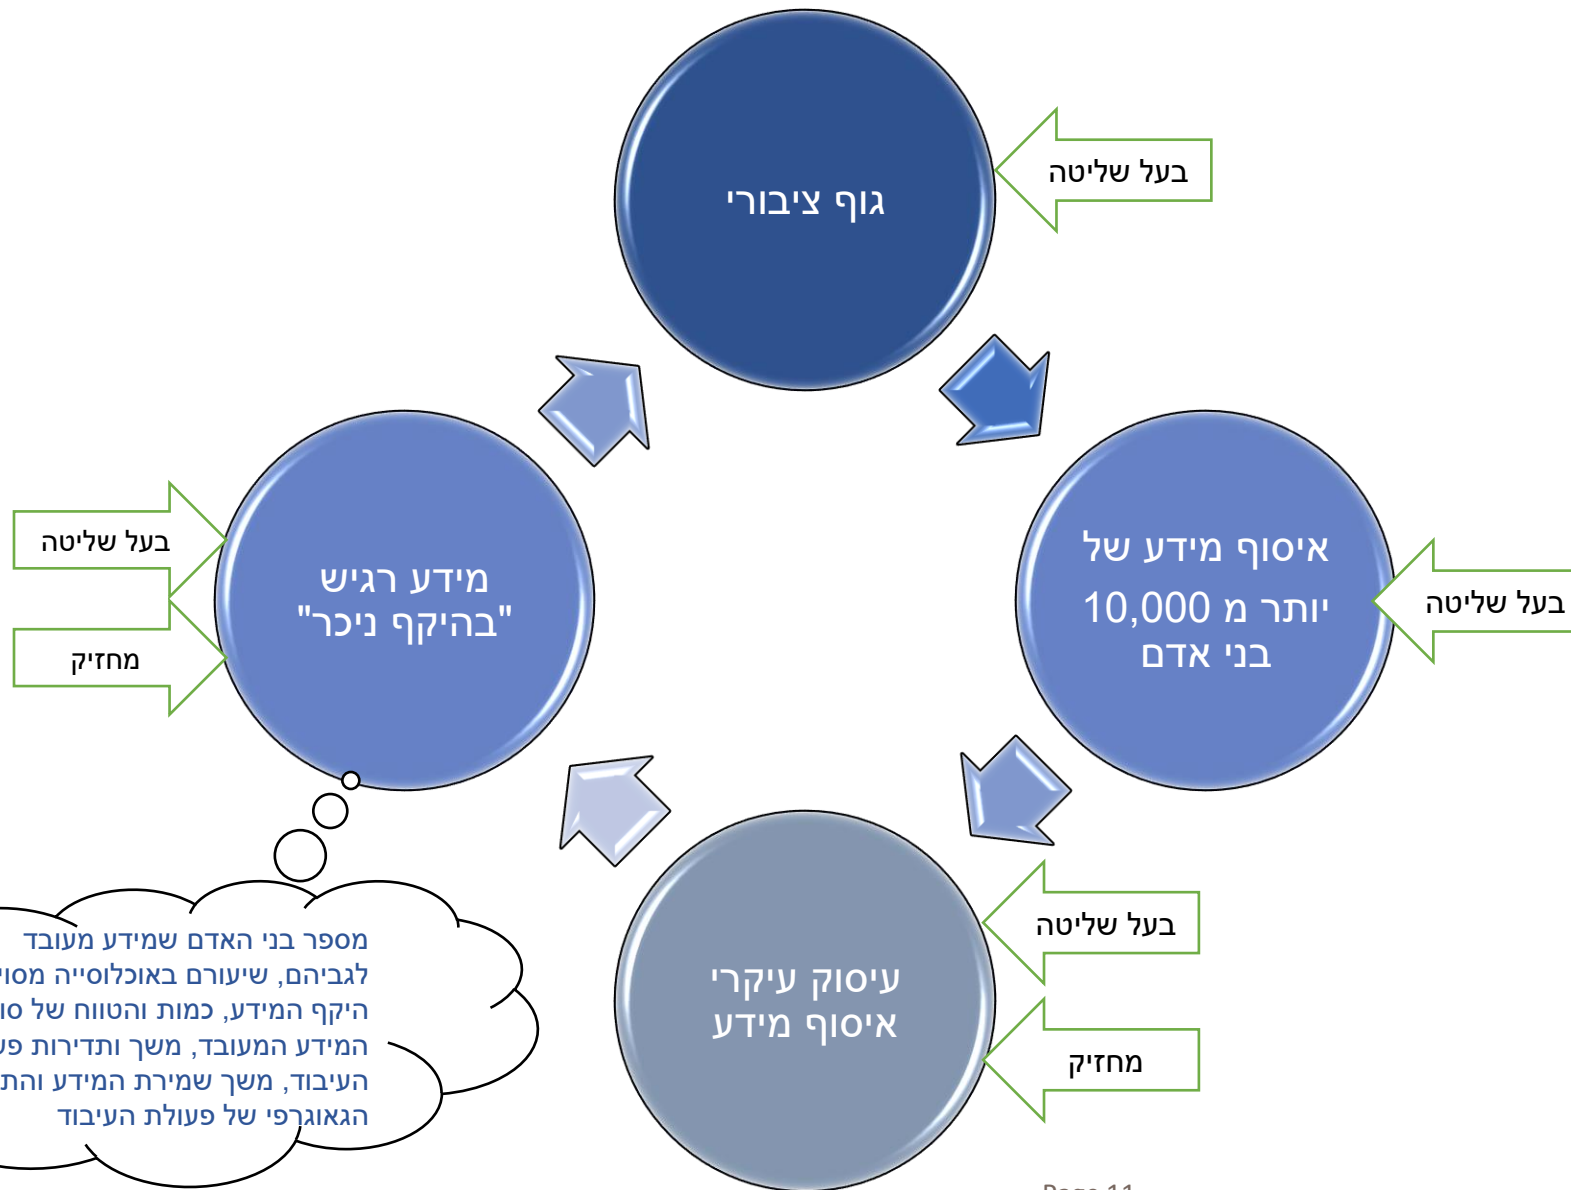 גוף ציבורי
בעל שליטה
איסוף מידע של
יותר מ 10,000
בני אדם
בעל שליטה
עיסוק עיקרי
איסוף מידע
בעל שליטה
מחזיק
מידע רגיש
"בהיקף ניכר"
בעל שליטה
מחזיק
מספר בני האדם שמידע מעובד
לגביהם, שיעורם באוכלוסייה
היקף המידע, כמות והטווח של
המידע המעובד, משך ותדירות
העיבוד, משך שמירת המידע
הגאוגרפי של פעולת העיבוד
Page 11